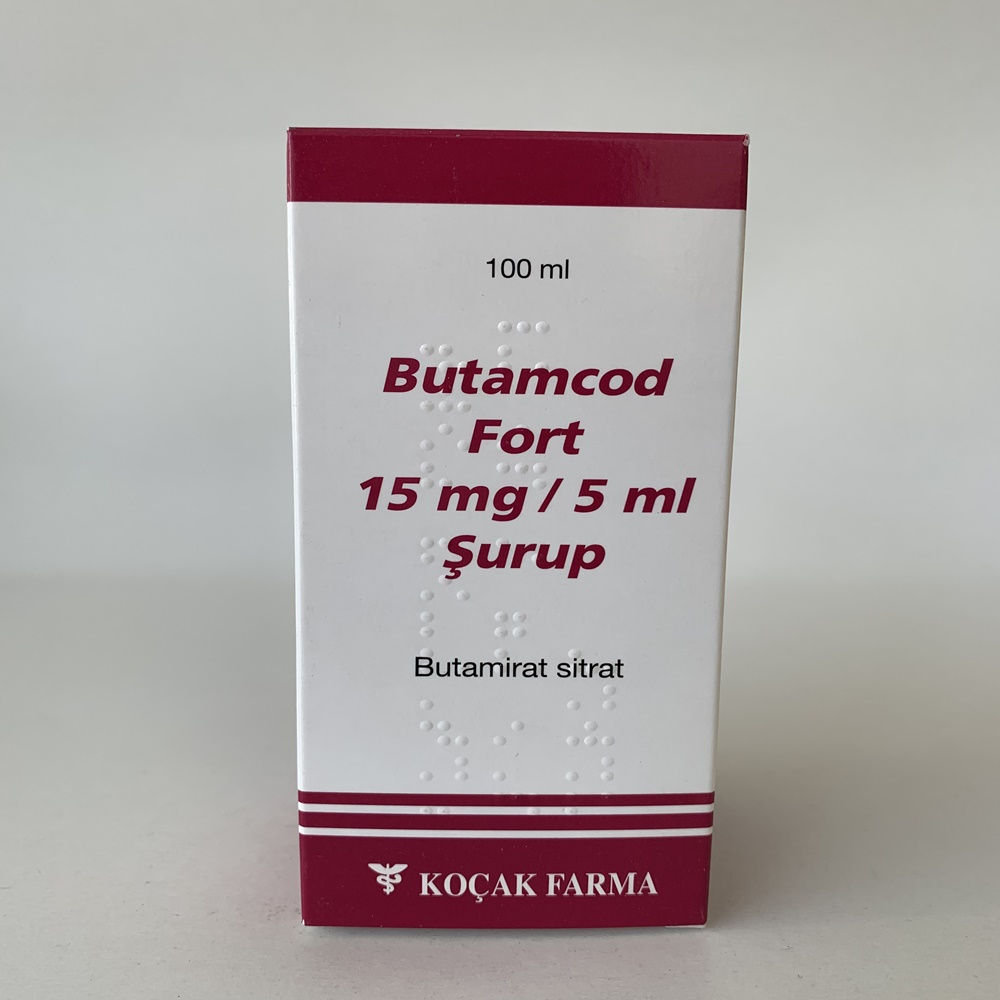 100 ml
Butamcod
Fort
15 mg / 5 ml
Şurup
Butamirat sitrat
KOÇAK FARMA